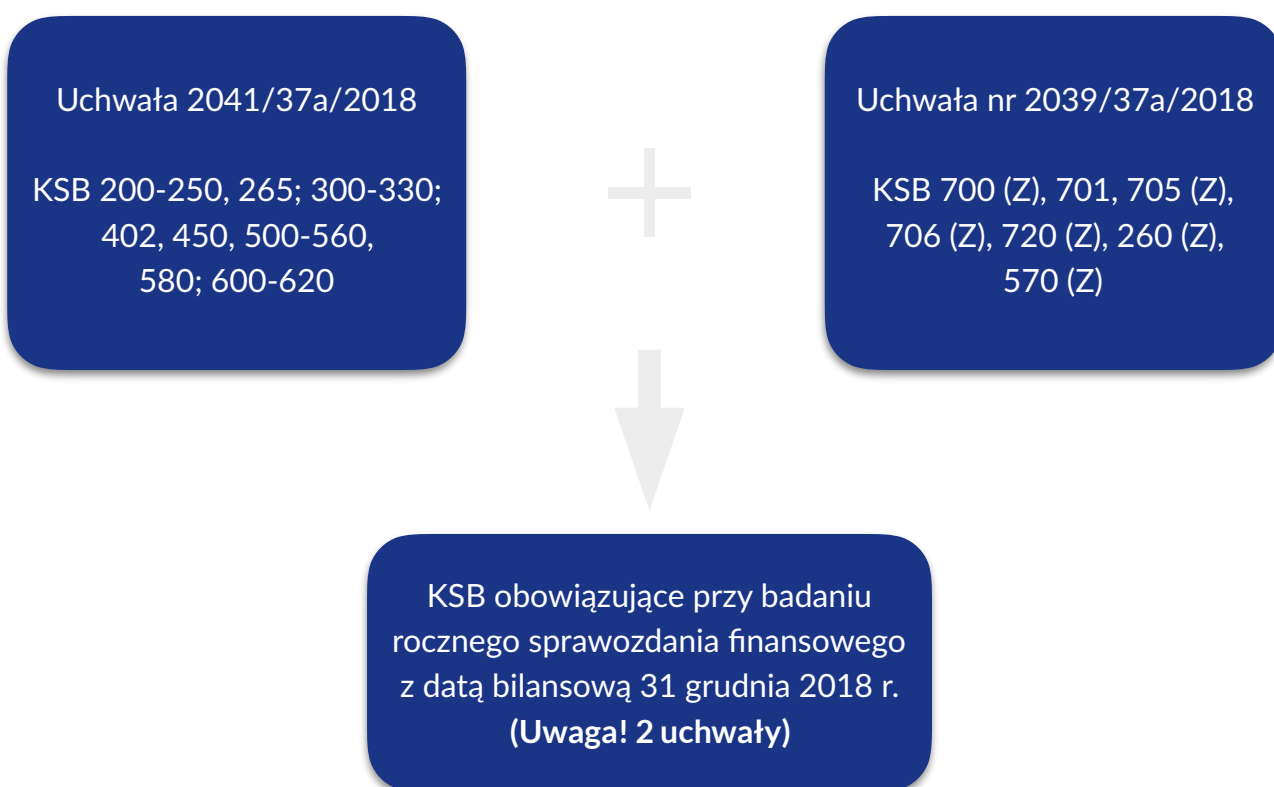 Uchwała 2041/37a/2018
KSB 200-250, 265; 300-330;
402, 450, 500-560,
580; 600-620
Uchwała nr 2039/37a/2018
KSB 700 (Z), 701, 705 (Z),
706 (Z), 720 (Z), 260 (Z),
570 (Z)
KSB obowiązujące przy badaniu
rocznego sprawozdania finansowego
z datą bilansową 31 grudnia 2018 r.
(Uwaga! 2 uchwały)